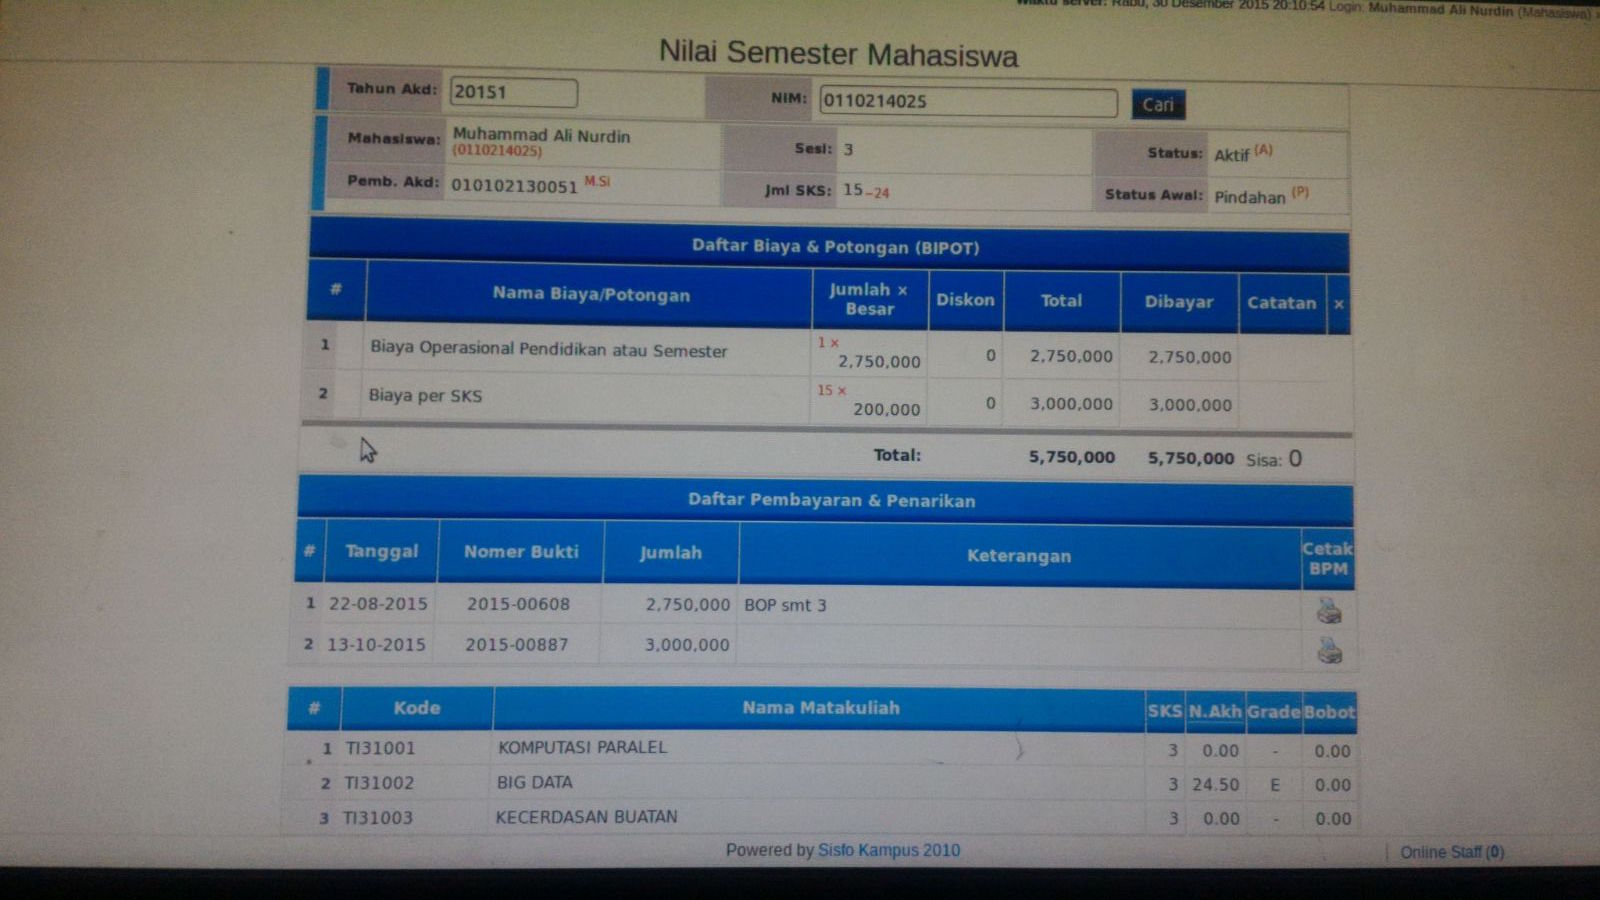 Waktu server: Rabu, 30 Desember 2015 20:10:54 Login: Muhammad Ali Nurdin (Mahasiswa)
Nilai Semester Mahasiswa
Tahun Akd: 20151 NIM: 0110214025 Cari
Mahasiswa: Muhammad Ali Nurdin (0110214025) Sesi: 3 Status: Aktif (A)
Pemb. Akd: 010102130051 M.Si Jml SKS: 15 -24 Status Awal: Pindahan (P)
Daftar Biaya & Potongan (BIPOT)
# Nama Biaya/Potongan Jumlah × Besar Diskon Total Dibayar Catatan ×
1 Biaya Operasional Pendidikan atau Semester 1 × 2,750,000 0 2,750,000 2,750,000
2 Biaya per SKS 15 × 200,000 0 3,000,000 3,000,000
Total: 5,750,000 5,750,000 Sisa: 0
Daftar Pembayaran & Penarikan
# Tanggal Nomer Bukti Jumlah Keterangan Cetak BPM
1 22-08-2015 2015-00608 2,750,000 BOP smt 3
2 13-10-2015 2015-00887 3,000,000
# Kode Nama Matakuliah SKS N.Akh Grade Bobot
1 TI31001 KOMPUTASI PARALEL 3 0.00 - 0.00
2 TI31002 BIG DATA 3 24.50 E 0.00
3 TI31003 KECERDASAN BUATAN 3 0.00 - 0.00
Powered by Sisfo Kampus 2010 | Online Staff (0)